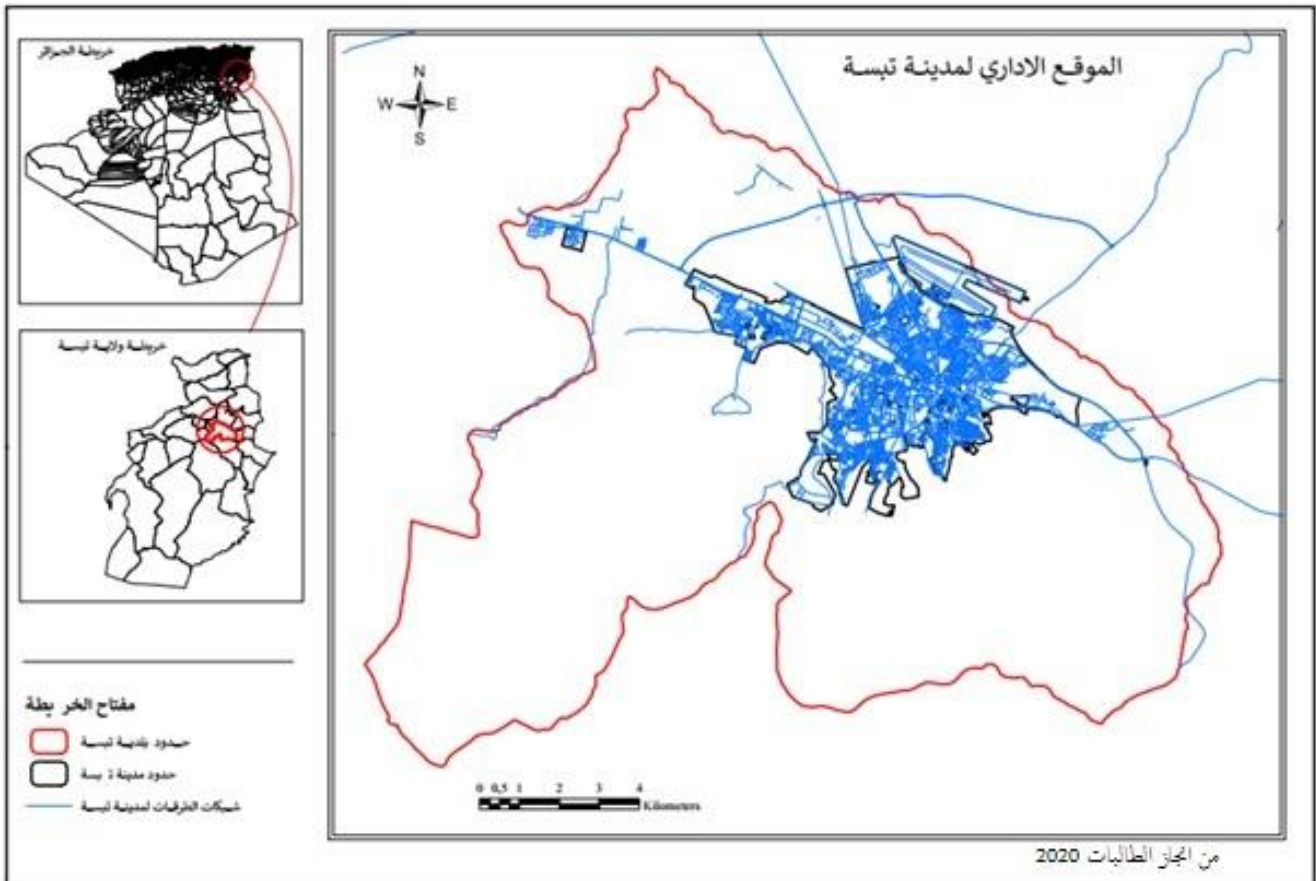 الموقع الاداري لمدينة تبسة
خريطة الجزائر
N
W E
S
خريطة ولاية تبسة
مفتاح الخر يطة
حدود بلدية تبسة
حدود مدينة ت بسة
شبكات الطرقات لمدينة تبسة
0 0,5 1 2 3 4
Kilometers
من انجاز الطالبات 2020